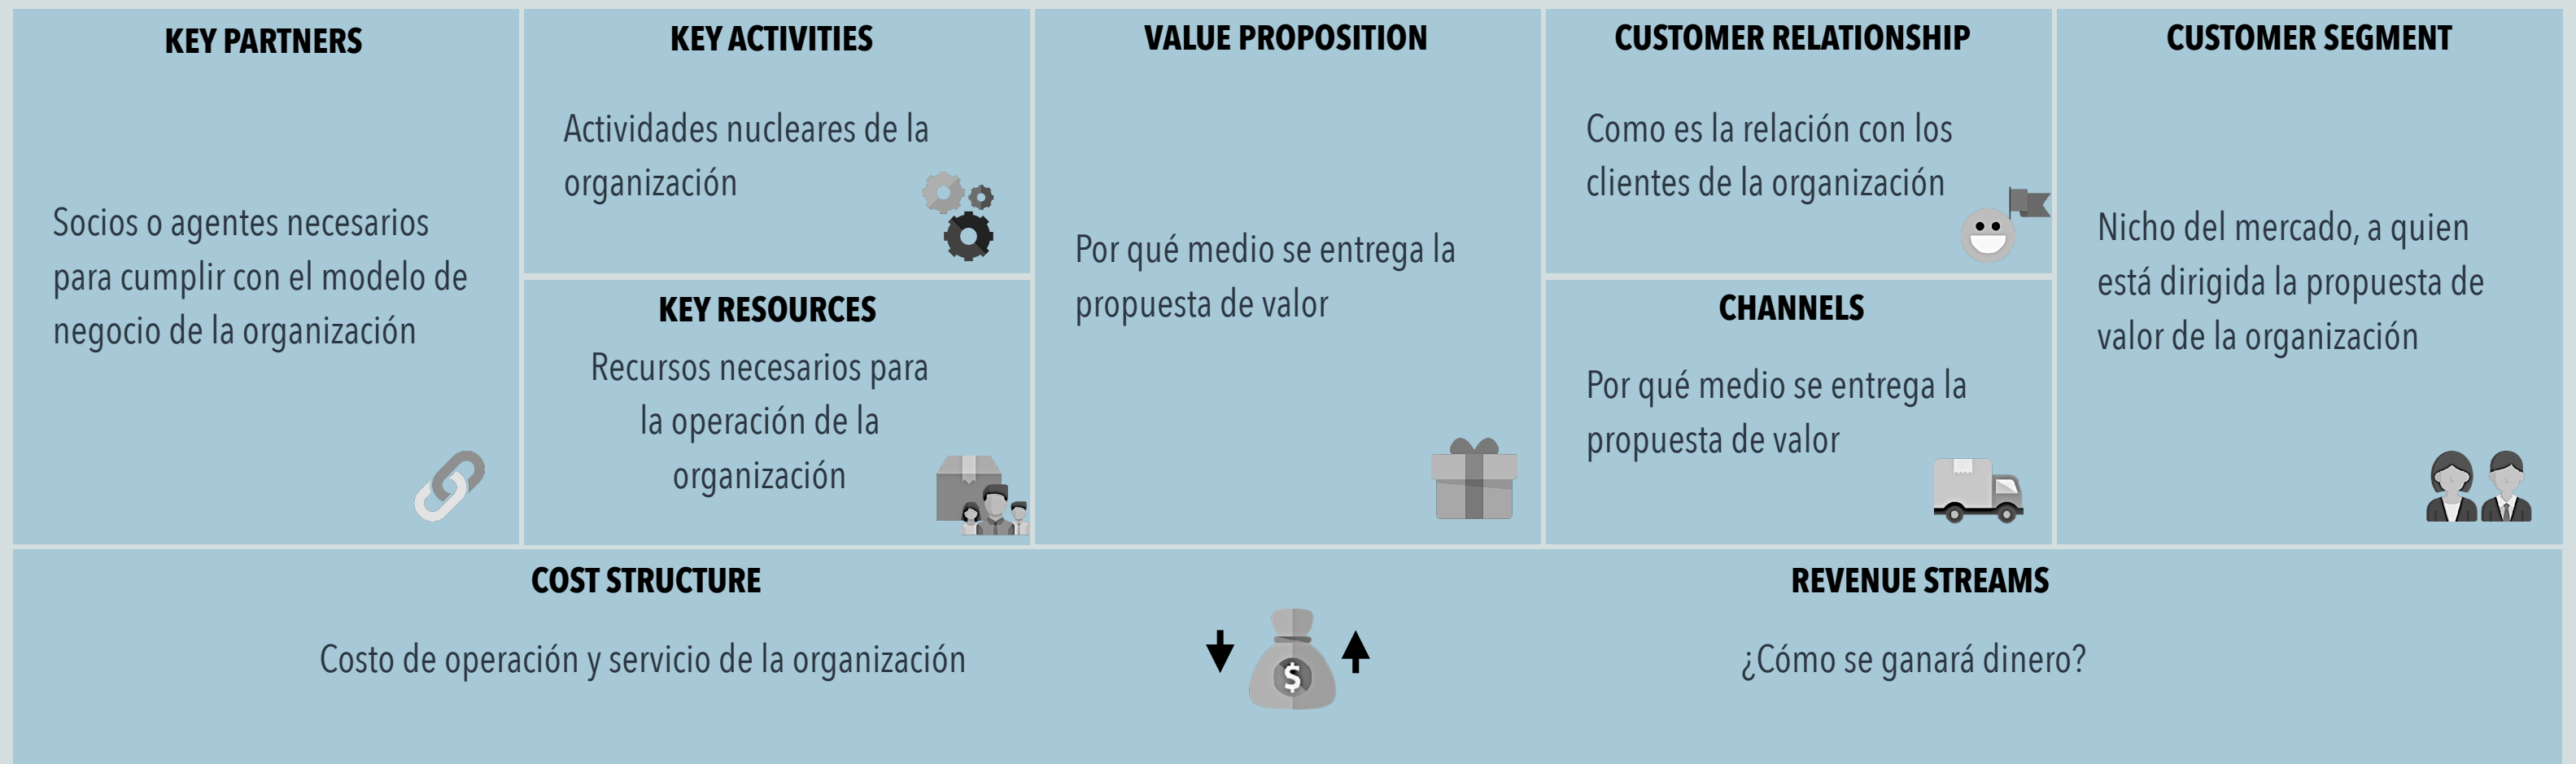 KEY PARTNERS
Socios o agentes necesarios
para cumplir con el modelo de
negocio de la organización
KEY ACTIVITIES
Actividades nucleares de la
organización
KEY RESOURCES
Recursos necesarios para
la operación de la
organización
VALUE PROPOSITION
Por qué medio se entrega la
propuesta de valor
CUSTOMER RELATIONSHIP
Como es la relación con los
clientes de la organización
CHANNELS
Por qué medio se entrega la
propuesta de valor
CUSTOMER SEGMENT
Nicho del mercado, a quien
está dirigida la propuesta de
valor de la organización
COST STRUCTURE
Costo de operación y servicio de la organización
$
REVENUE STREAMS
¿Cómo se ganará dinero?